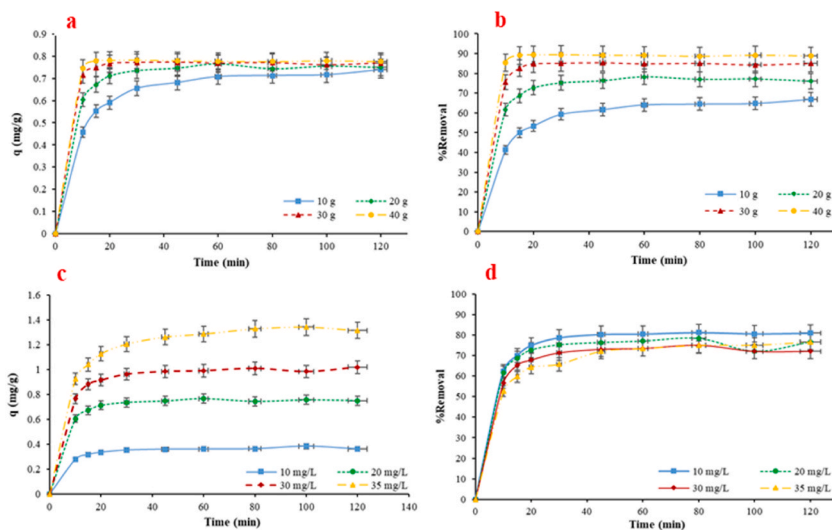 a
q (mg/g)
0.9
0.8
0.7
0.6
0.5
0.4
0.3
0.2
0.1
0
0 20 40 60 80 100 120
Time (min)
10 g 20 g
30 g 40 g
b
%Removal
100
90
80
70
60
50
40
30
20
10
0
0 20 40 60 80 100 120
Time (min)
10 g 20 g
30 g 40 g
c
q (mg/g)
1.6
1.4
1.2
1
0.8
0.6
0.4
0.2
0
0 20 40 60 80 100 120 140
Time (min)
10 mg/L 20 mg/L
30 mg/L 35 mg/L
d
%Removal
100
90
80
70
60
50
40
30
20
10
0
0 20 40 60 80 100 120
Time (min)
10 mg/L 20 mg/L
30 mg/L 35 mg/L